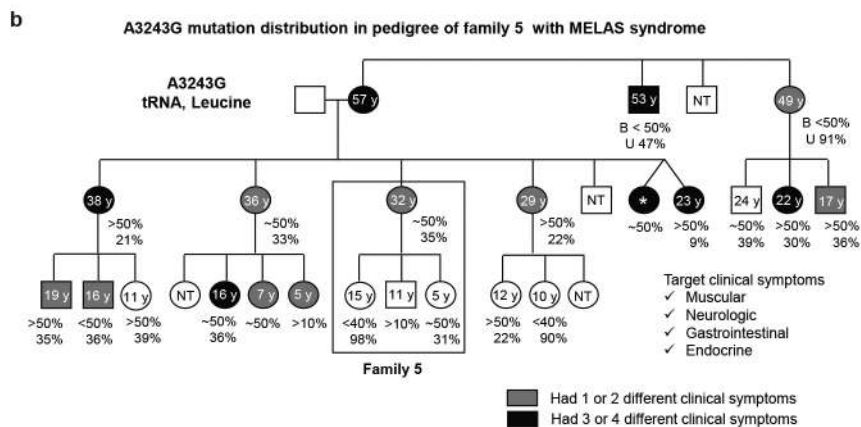 b
A3243G mutation distribution in pedigree of family 5 with MELAS syndrome
A3243G
tRNA, Leucine
57 y
53 y
NT
49 y
B < 50%
U 47%
B <50%
U 91%
38 y
36 y
32 y
29 y
NT
*
23 y
24 y
22 y
17 y
>50%
21%
~50%
33%
~50%
35%
>50%
22%
~50%
>50%
9%
~50%
39%
>50%
30%
>50%
36%
19 y
16 y
11 y
NT
16 y
7 y
5 y
15 y
11 y
5 y
12 y
10 y
NT
>50%
35%
<50%
36%
>50%
39%
~50%
36%
~50%
>10%
<40%
98%
>10%
~50%
31%
>50%
22%
<40%
90%
Family 5
Target clinical symptoms
✓ Muscular
✓ Neurologic
✓ Gastrointestinal
✓ Endocrine
Had 1 or 2 different clinical symptoms
Had 3 or 4 different clinical symptoms